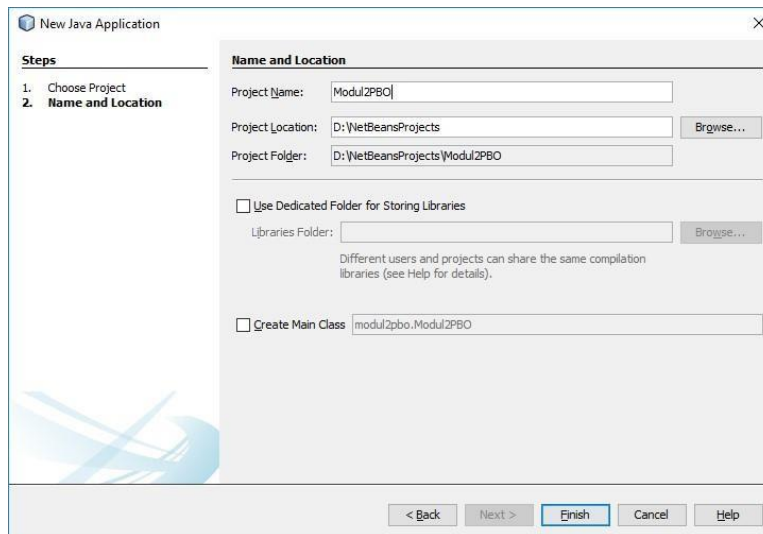 New Java Application
Steps
1. Choose Project
2. Name and Location
Name and Location
Project Name: Modul2PBO
Project Location: D:\NetBeansProjects Browse...
Project Folder: D:\NetBeansProjects\Modul2PBO
Use Dedicated Folder for Storing Libraries
Libraries Folder: Browse...
Different users and projects can share the same compilation
libraries (see Help for details).
Create Main Class modul2pbo.Modul2PBO
< Back Next > Finish Cancel Help